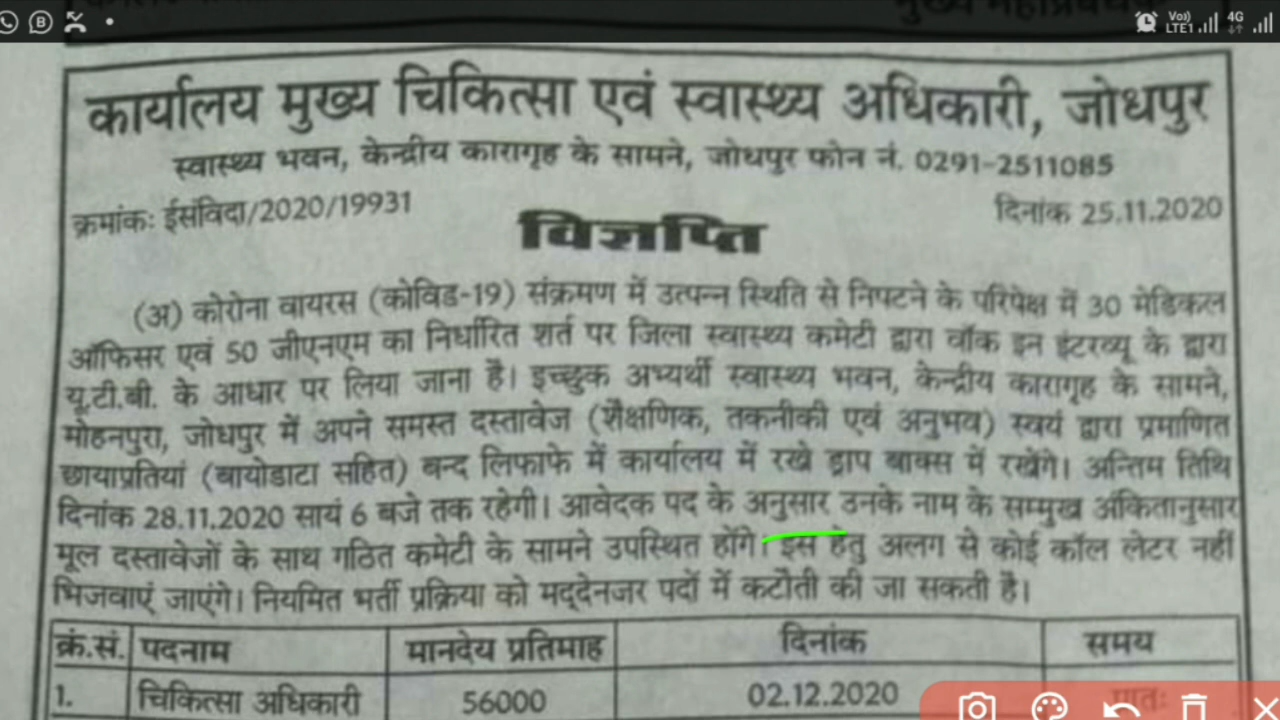 Vo))
LTE1
4G
कार्यालय मुख्य चिकित्सा एवं स्वास्थ्य अधिकारी, जोधपुर
स्वास्थ्य भवन, केन्द्रीय कारागृह के सामने, जोधपुर फोन नं. 0291-2511085
क्रमांक: ईसंविदा/2020/19931 दिनांक 25.11.2020
विज्ञप्ति
(अ) कोरोना वायरस (कोविड-19) संक्रमण में उत्पन्न स्थिति से निपटने के परिपेक्ष में 30 मेडिकल
ऑफिसर एवं 50 जीएनएम का निर्धारित शर्त पर जिला स्वास्थ्य कमेटी द्वारा वॉक इन इंटरव्यू के द्वारा
यू.टी.बी. के आधार पर लिया जाना है। इच्छुक अभ्यर्थी स्वास्थ्य भवन, केन्द्रीय कारागृह के सामने,
मोहनपुरा, जोधपुर में अपने समस्त दस्तावेज (शैक्षणिक, तकनीकी एवं अनुभव) स्वयं द्वारा प्रमाणित
छायाप्रतियां (बायोडाटा सहित) बन्द लिफाफे में कार्यालय में रखे ड्राप बाक्स में रखेंगे। अन्तिम तिथि
दिनांक 28.11.2020 सायं 6 बजे तक रहेगी। आवेदक पद के अनुसार उनके नाम के सम्मुख अंकितानुसार
मूल दस्तावेजों के साथ गठित कमेटी के सामने उपस्थित होंगे। इस हेतु अलग से कोई कॉल लेटर नहीं
भिजवाएं जाएंगे। नियमित भर्ती प्रक्रिया को मद्देनजर पदों में कटौती की जा सकती है।
क्रं.सं. पदनाम मानदेय प्रतिमाह दिनांक समय
1. चिकित्सा अधिकारी 56000 02.12.2020